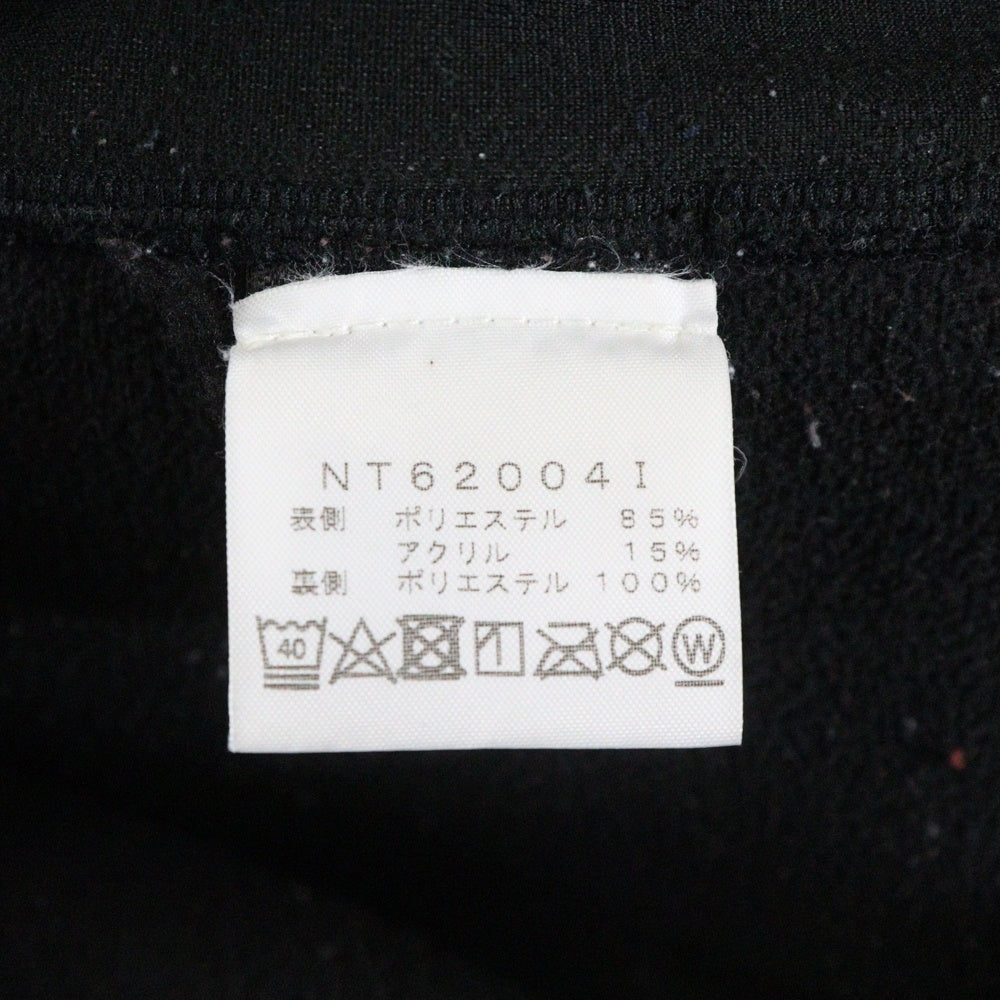 NT62004I
表側 ポリエステル 85%
アクリル 15%
裏側 ポリエステル 100%
40 W